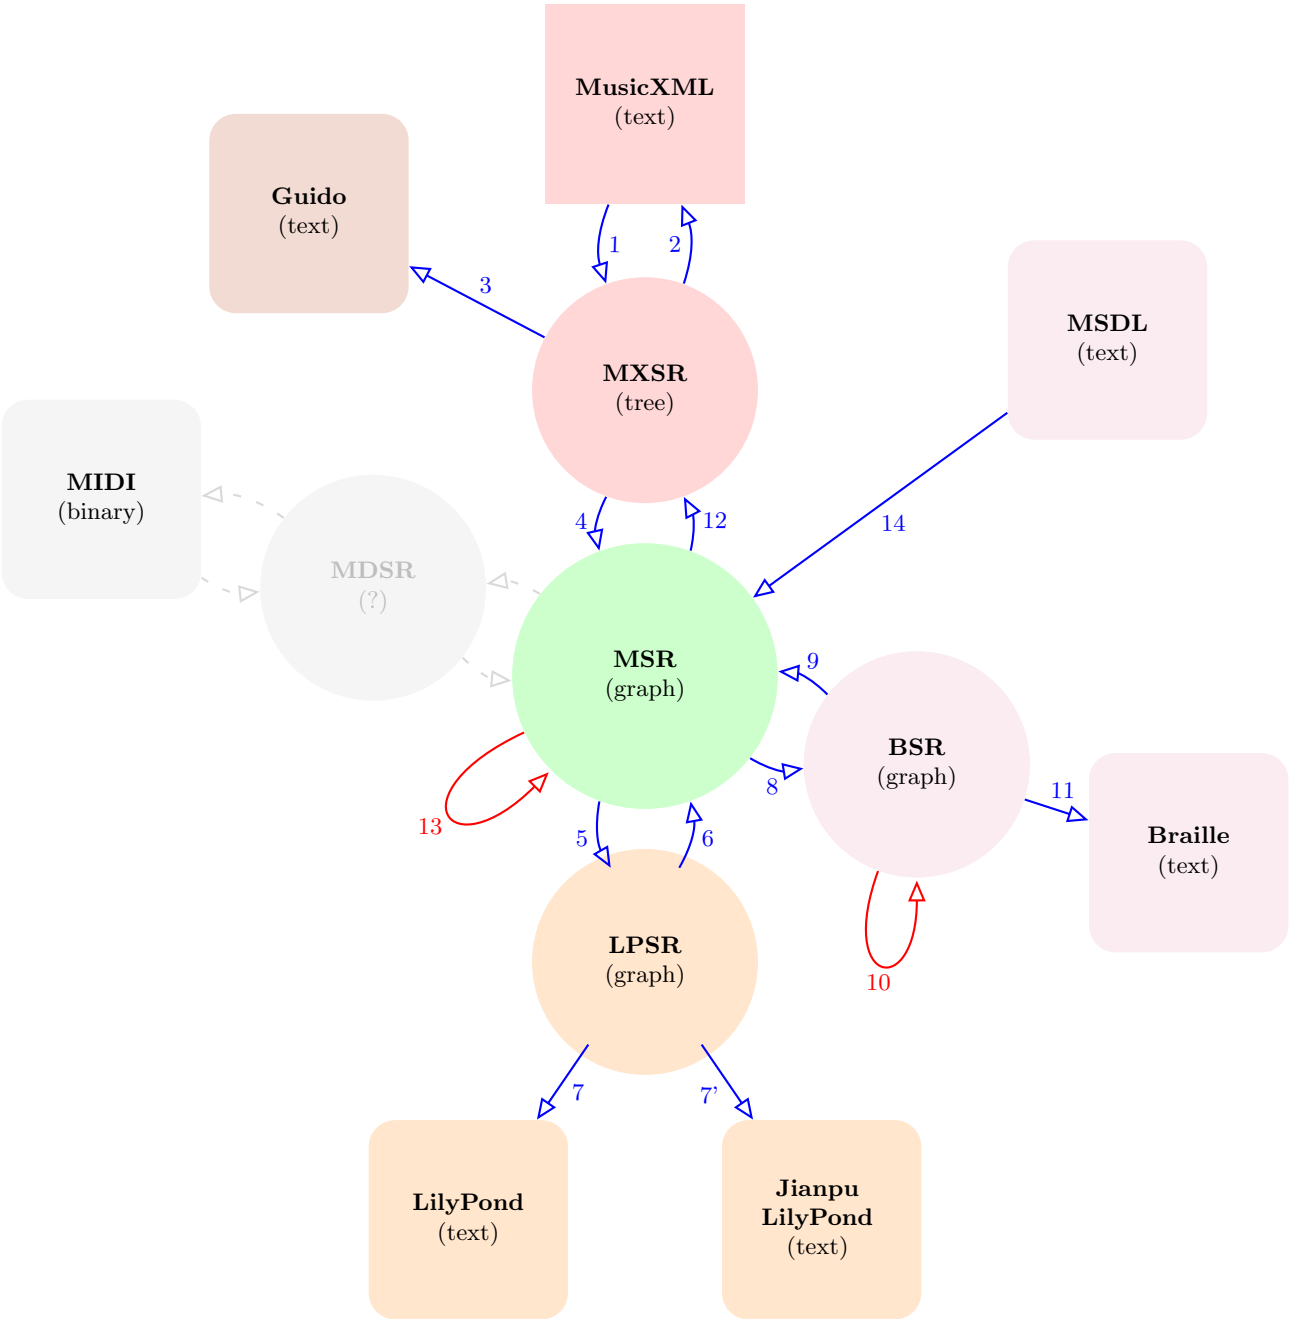 MusicXML
(text)
Guido
(text)
1
2
3
MSDL
(text)
MXSR
(tree)
MIDI
(binary)
4
12
14
MDSR
(?)
MSR
(graph)
9
8
BSR
(graph)
11
13
5
6
Braille
(text)
LPSR
(graph)
10
7
7'
LilyPond
(text)
Jianpu
LilyPond
(text)